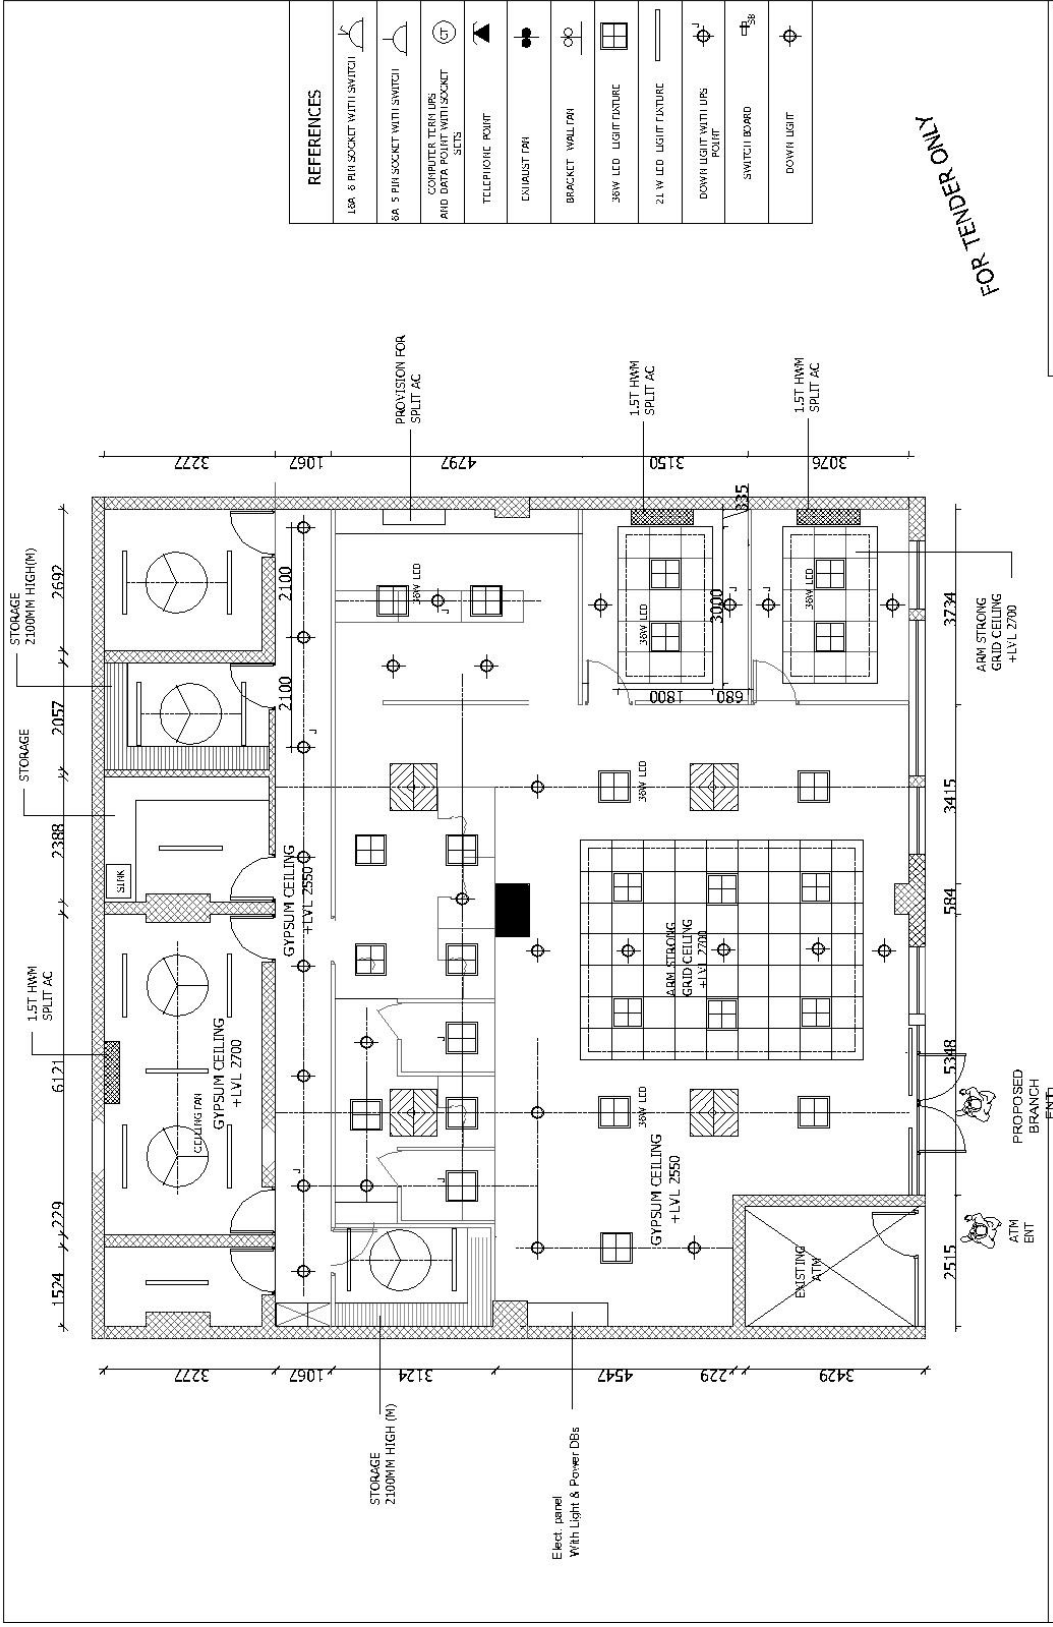 REFERENCES
16A 6 PIN SOCKET WITH SWITCH
6A 5 PIN SOCKET WITH SWITCH
COMPUTER TERM UPS
AND DATA POINT WITH SOCKET
SETS
CT
TELEPHONE POINT
EXHAUST FAN
BRACKET WALL FAN
36W LED LIGHT FIXTURE
21 W LED LIGHT FIXTURE
DOWN LIGHT WITH UPS
POINT
SWITCH BOARD
SB
DOWN LIGHT
FOR TENDER ONLY
STORAGE
2100MM HIGH(M)
STORAGE
1.5T HWM
SPLIT AC
PROVISION FOR
SPLIT AC
1.5T HWM
SPLIT AC
1.5T HWM
SPLIT AC
3277
1067
4797
3150
3076
1524
229
6121
2388
2057
2692
2100
2100
335
3000
1800
680
SINK
CEILING FAN
GYPSUM CEILING
+LVL 2700
GYPSUM CEILING
+LVL 2550
36W LED
36W LED
36W LED
36W LED
36W LED
ARM STRONG
GRID CEILING
+LVL 2700
GYPSUM CEILING
+LVL 2550
EXISTING
ATM
2515
5348
584
3415
3734
ARM STRONG
GRID CEILING
+LVL 2700
ATM
ENT
PROPOSED
BRANCH
ENT:
3277
1067
3124
4547
229
3429
STORAGE
2100MM HIGH (M)
Elect. panel
With Light & Power DBs